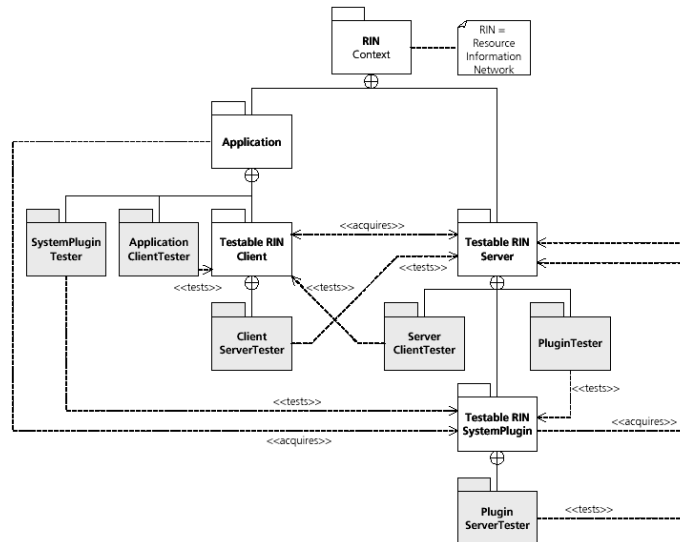 RIN
Context
RIN =
Resource
Information
Network
Application
SystemPlugin
Tester
Application
ClientTester
Testable RIN
Client
<<acquires>>
Testable RIN
Server
<<tests>>
<<tests>>
<<tests>>
Client
ServerTester
Server
ClientTester
PluginTester
<<tests>>
<<tests>>
Testable RIN
SystemPlugin
<<acquires>>
<<acquires>>
Plugin
ServerTester
<<tests>>